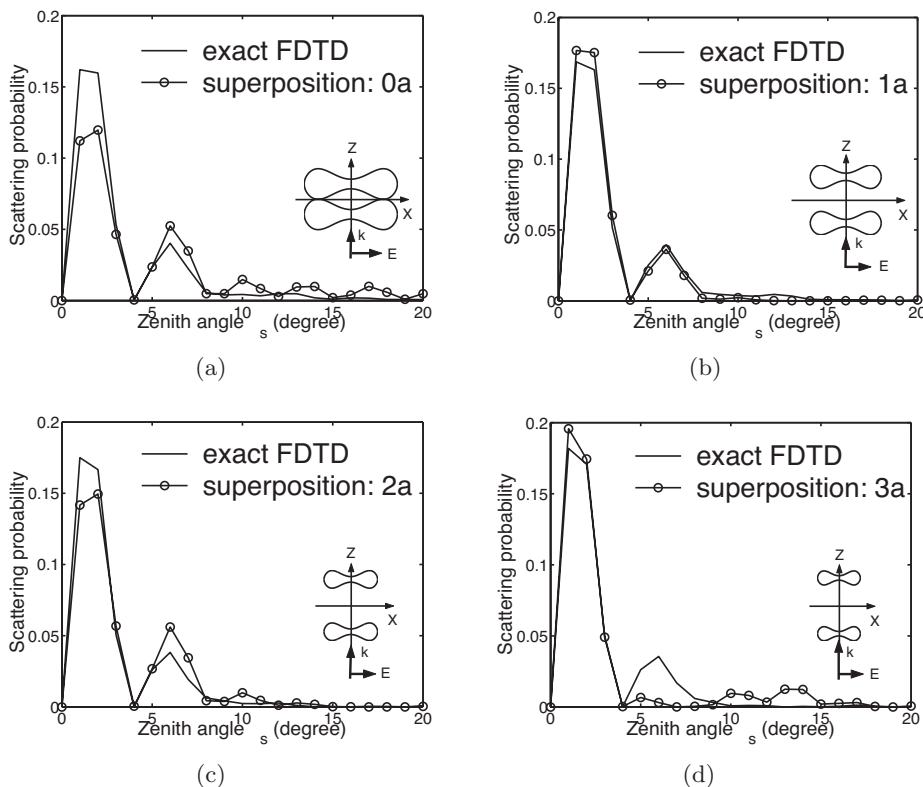 0.2
0.15
0.1
0.05
0
Scattering probability
exact FDTD
superposition: 0a
Z
X
k
E
0 5 10 15 20
Zenith angle s (degree)
(a)
0.2
0.15
0.1
0.05
0
Scattering probability
exact FDTD
superposition: 1a
Z
X
k
E
0 5 10 15 20
Zenith angle s (degree)
(b)
0.2
0.15
0.1
0.05
0
Scattering probability
exact FDTD
superposition: 2a
Z
X
k
E
0 5 10 15 20
Zenith angle s (degree)
(c)
0.2
0.15
0.1
0.05
0
Scattering probability
exact FDTD
superposition: 3a
Z
X
k
E
0 5 10 15 20
Zenith angle s (degree)
(d)